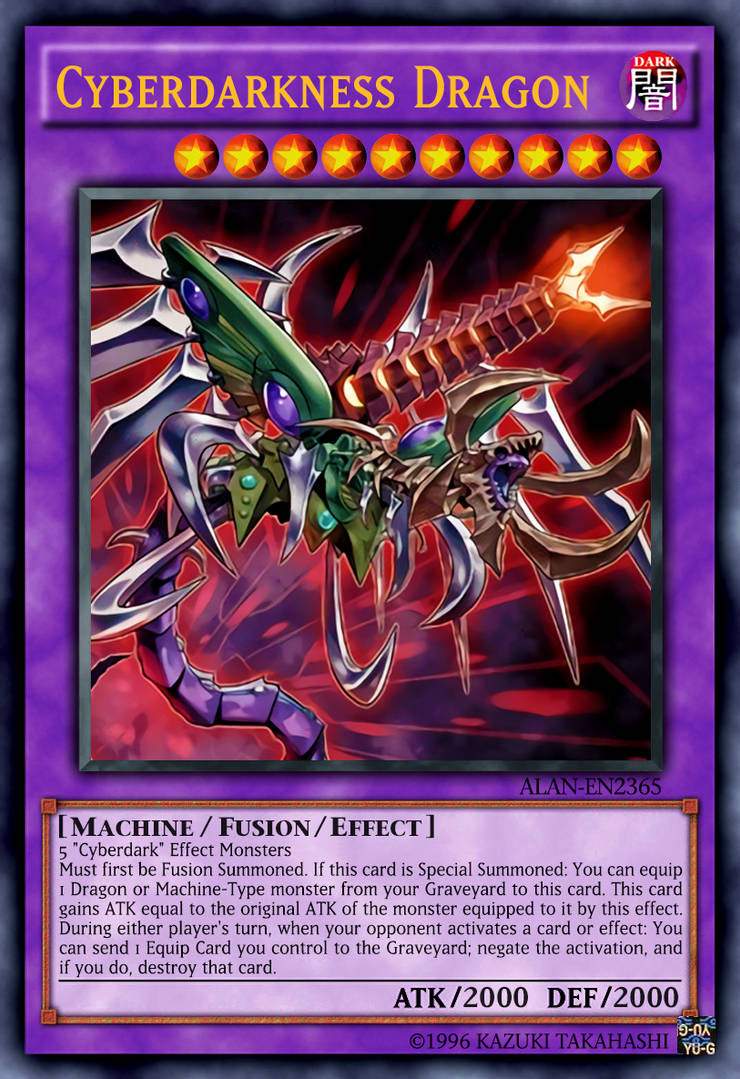 Cyberdarkness Dragon
DARK
闇
ALAN-EN2365
[Machine / Fusion/Effect]
5 "Cyberdark" Effect Monsters
Must first be Fusion Summoned. If this card is Special Summoned: You can equip
1 Dragon or Machine-Type monster from your Graveyard to this card. This card
gains ATK equal to the original ATK of the monster equipped to it by this effect.
During either player's turn, when your opponent activates a card or effect: You
can send 1 Equip Card you control to the Graveyard; negate the activation, and
if you do, destroy that card.
ATK/2000 DEF/2000
©1996 KAZUKI TAKAHASHI